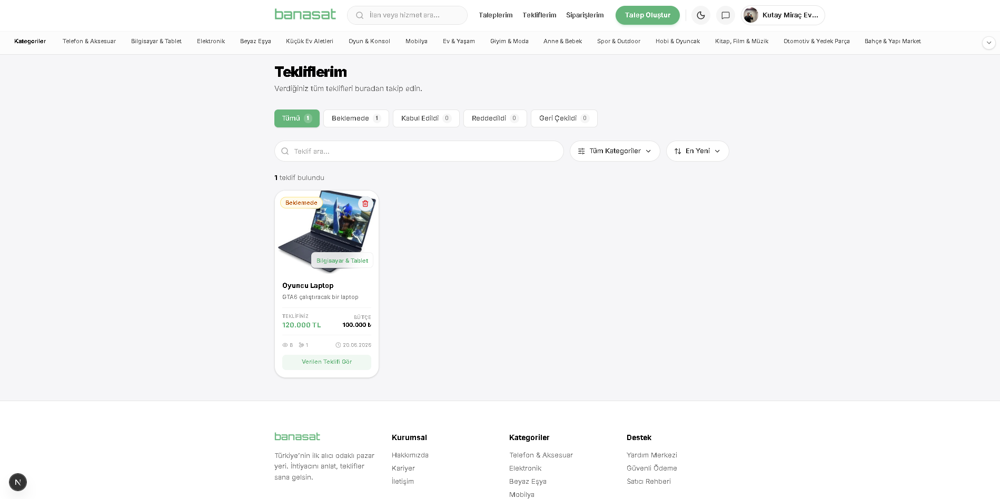 banasat
İlan veya hizmet ara...
Taleplerim
Tekliflerim
Siparişlerim
Talep Oluştur
Kutay Miraç Ev...
Kategoriler
Telefon & Aksesuar
Bilgisayar & Tablet
Elektronik
Beyaz Eşya
Küçük Ev Aletleri
Oyun & Konsol
Mobilya
Ev & Yaşam
Giyim & Moda
Anne & Bebek
Spor & Outdoor
Hobi & Oyuncak
Kitap, Film & Müzik
Otomotiv & Yedek Parça
Bahçe & Yapı Market
Tekliflerim
Verdiğiniz tüm teklifleri buradan takip edin.
Tümü 1
Beklemede 1
Kabul Edildi 0
Reddedildi 0
Geri Çekildi 0
Teklif ara...
Tüm Kategoriler
En Yeni
1 teklif bulundu
Beklemede
Bilgisayar & Tablet
Oyuncu Laptop
GTA6 çalıştıracak bir laptop
TEKLİFİNİZ
BÜTÇE
120.000 TL
100.000 ₺
8
1
20.06.2026
Verilen Teklifi Gör
banasat
Türkiye'nin ilk alıcı odaklı pazar
yeri. İhtiyacını anlat, teklifler
sana gelsin.
Kurumsal
Hakkımızda
Kariyer
İletişim
Kategoriler
Telefon & Aksesuar
Elektronik
Beyaz Eşya
Mobilya
Destek
Yardım Merkezi
Güvenli Ödeme
Satıcı Rehberi
N